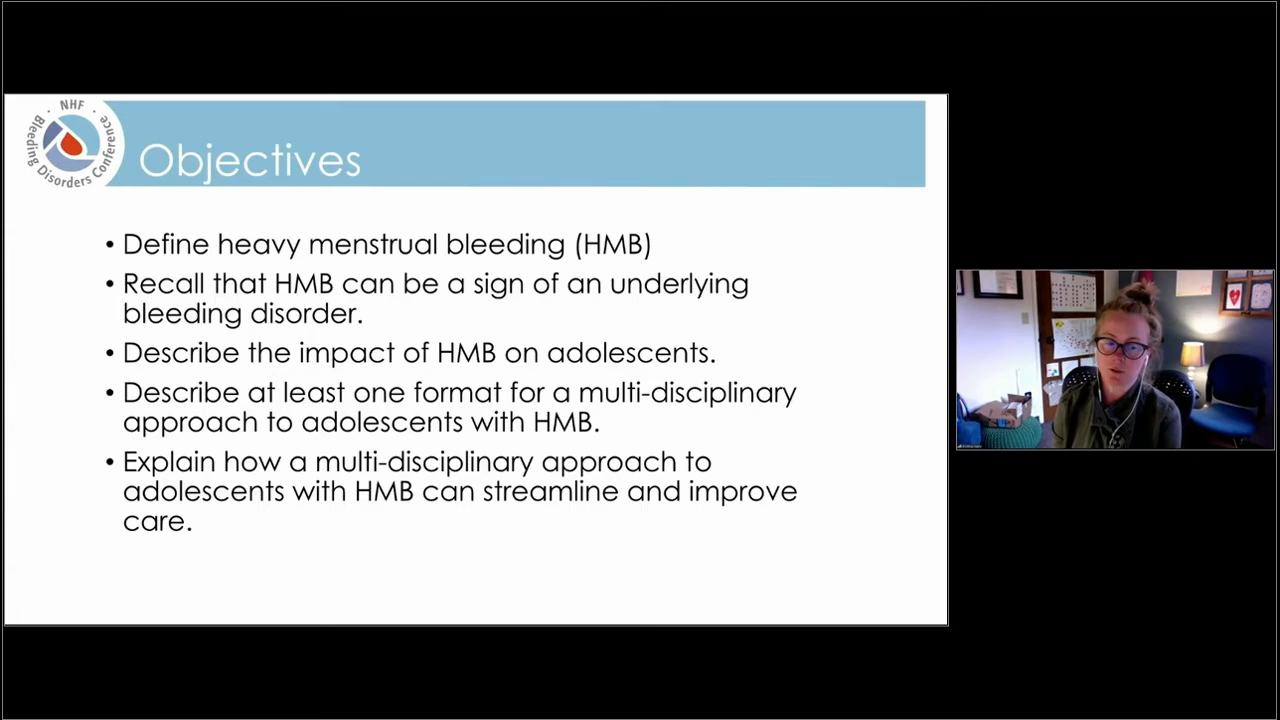 NHF
Bleeding Disorders Conference
Objectives
• Define heavy menstrual bleeding (HMB)
• Recall that HMB can be a sign of an underlying
bleeding disorder.
• Describe the impact of HMB on adolescents.
• Describe at least one format for a multi-disciplinary
approach to adolescents with HMB.
• Explain how a multi-disciplinary approach to
adolescents with HMB can streamline and improve
care.